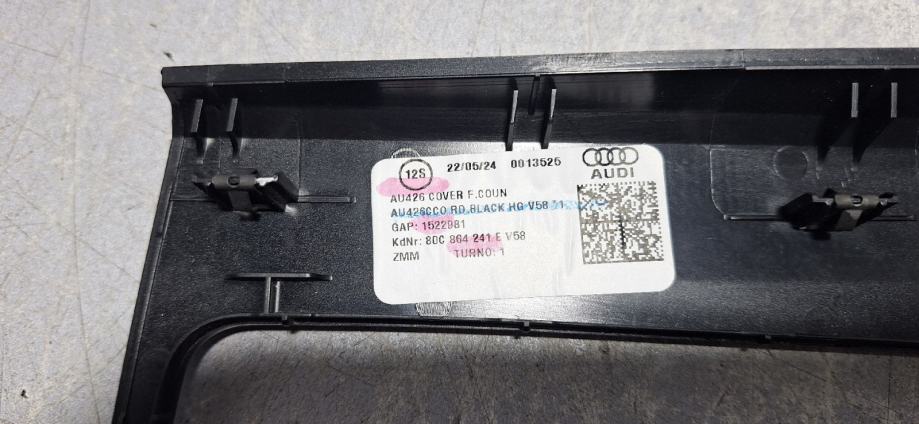 12S 22/05/24 0013525
AUDI
AU426 COVER F.COUN
AU426CCO RD.BLACK HG V58 11
GAP: 1522981
KdNr: 80C 864 241 E V58
ZMM TURNO: 1